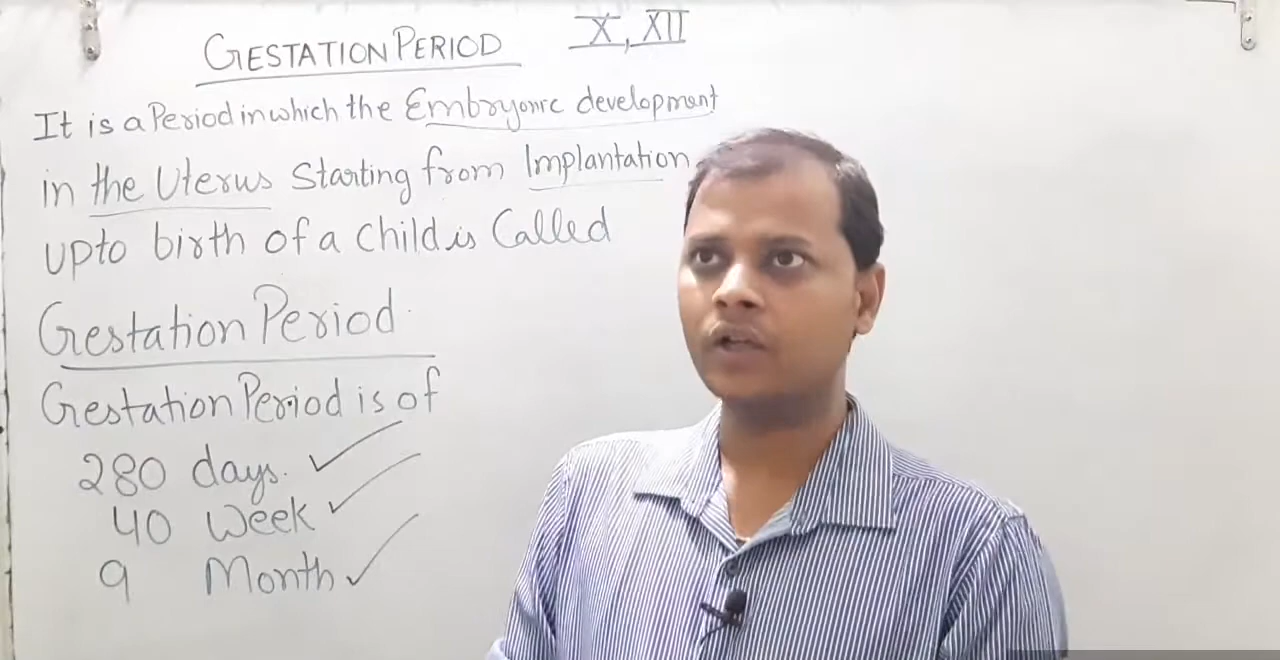 GESTATION PERIOD X, XII
It is a Period in which the Embryonic development
in the Uterus Starting from Implantation
upto birth of a child is Called
Gestation Period.
Gestation Period is of
280 days. ✓
40 Week ✓
9 Month ✓